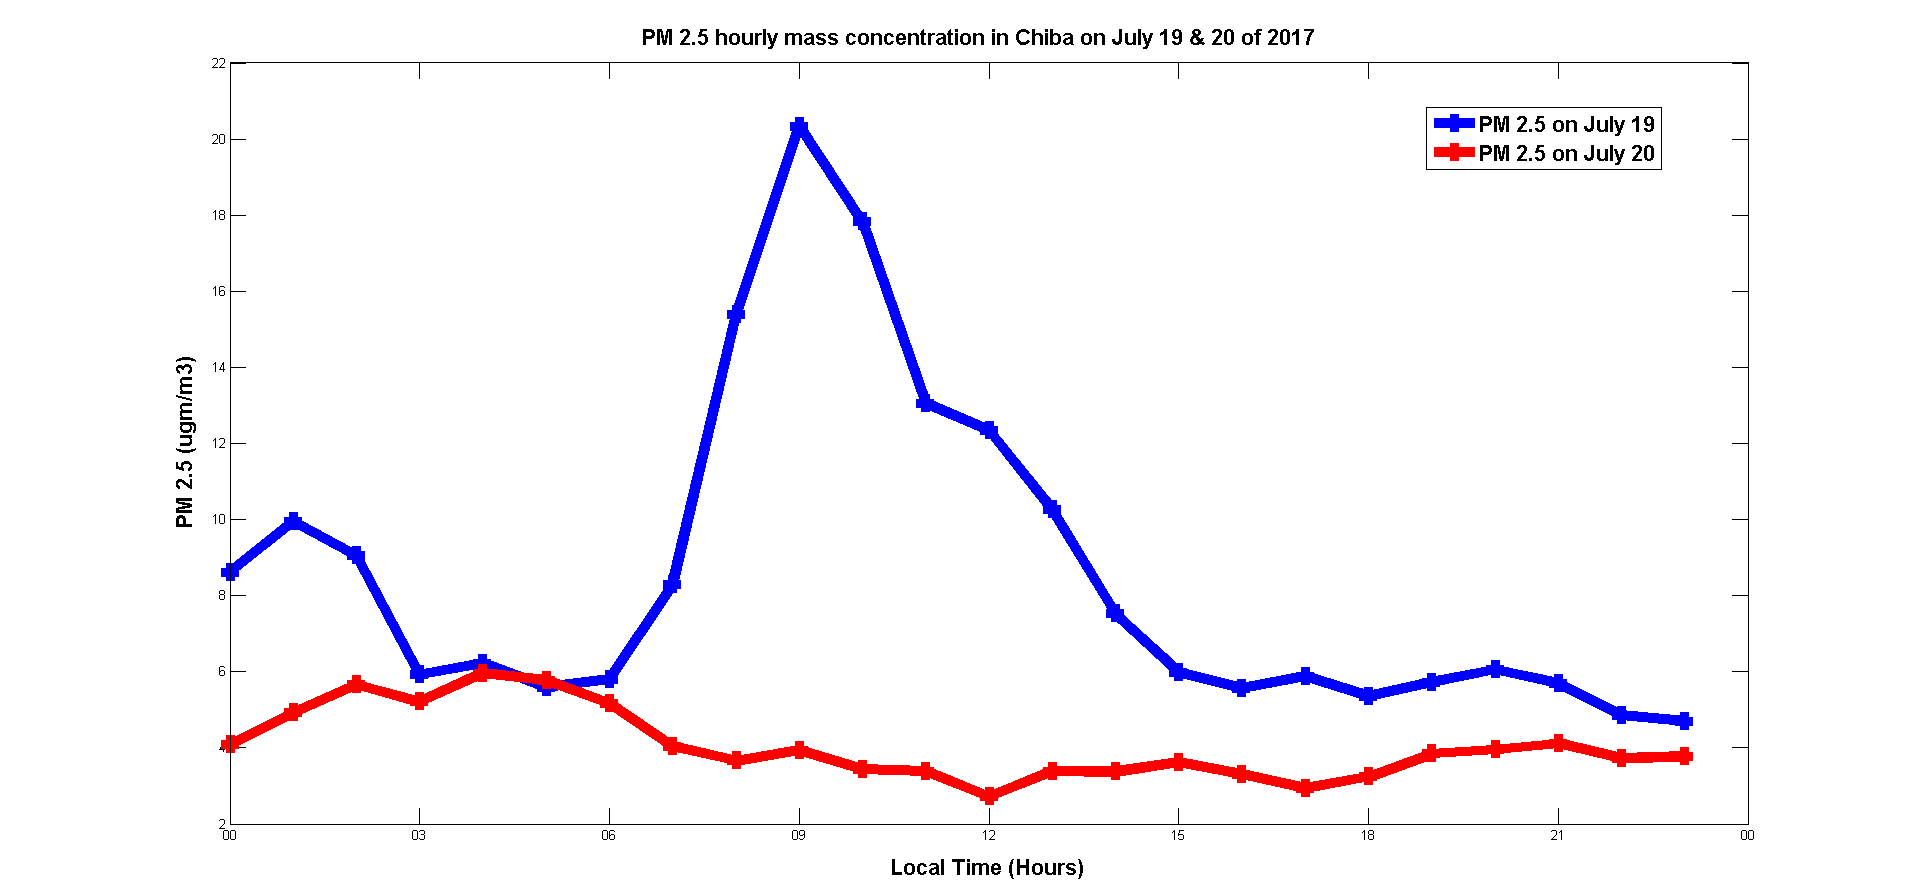 PM 2.5 hourly mass concentration in Chiba on July 19 & 20 of 2017
PM 2.5 on July 19
PM 2.5 on July 20
PM 2.5 (ugm/m3)
22
20
18
16
14
12
10
8
6
4
2
00 03 06 09 12 15 18 21 00
Local Time (Hours)